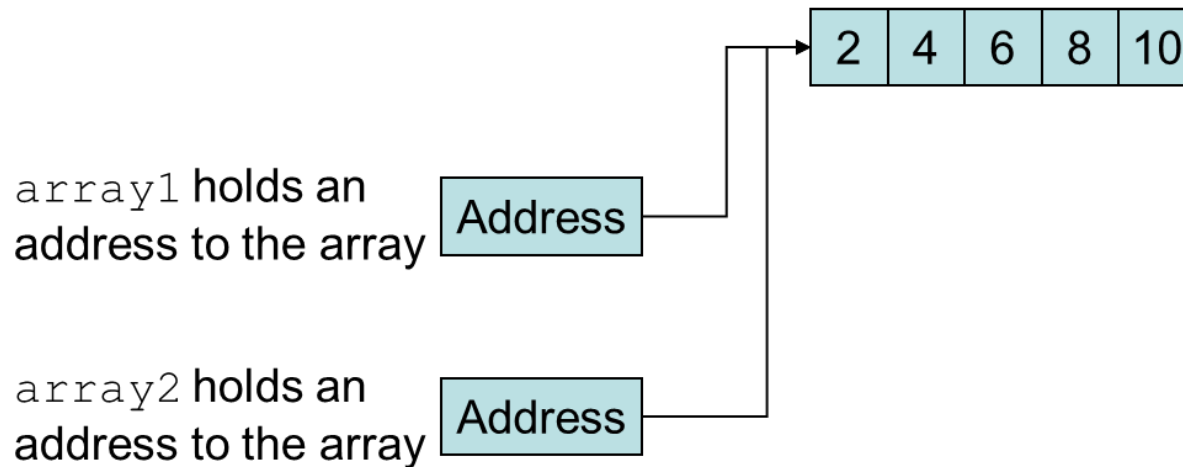 2 4 6 8 10
array1 holds an
address to the array
Address
array2 holds an
address to the array
Address